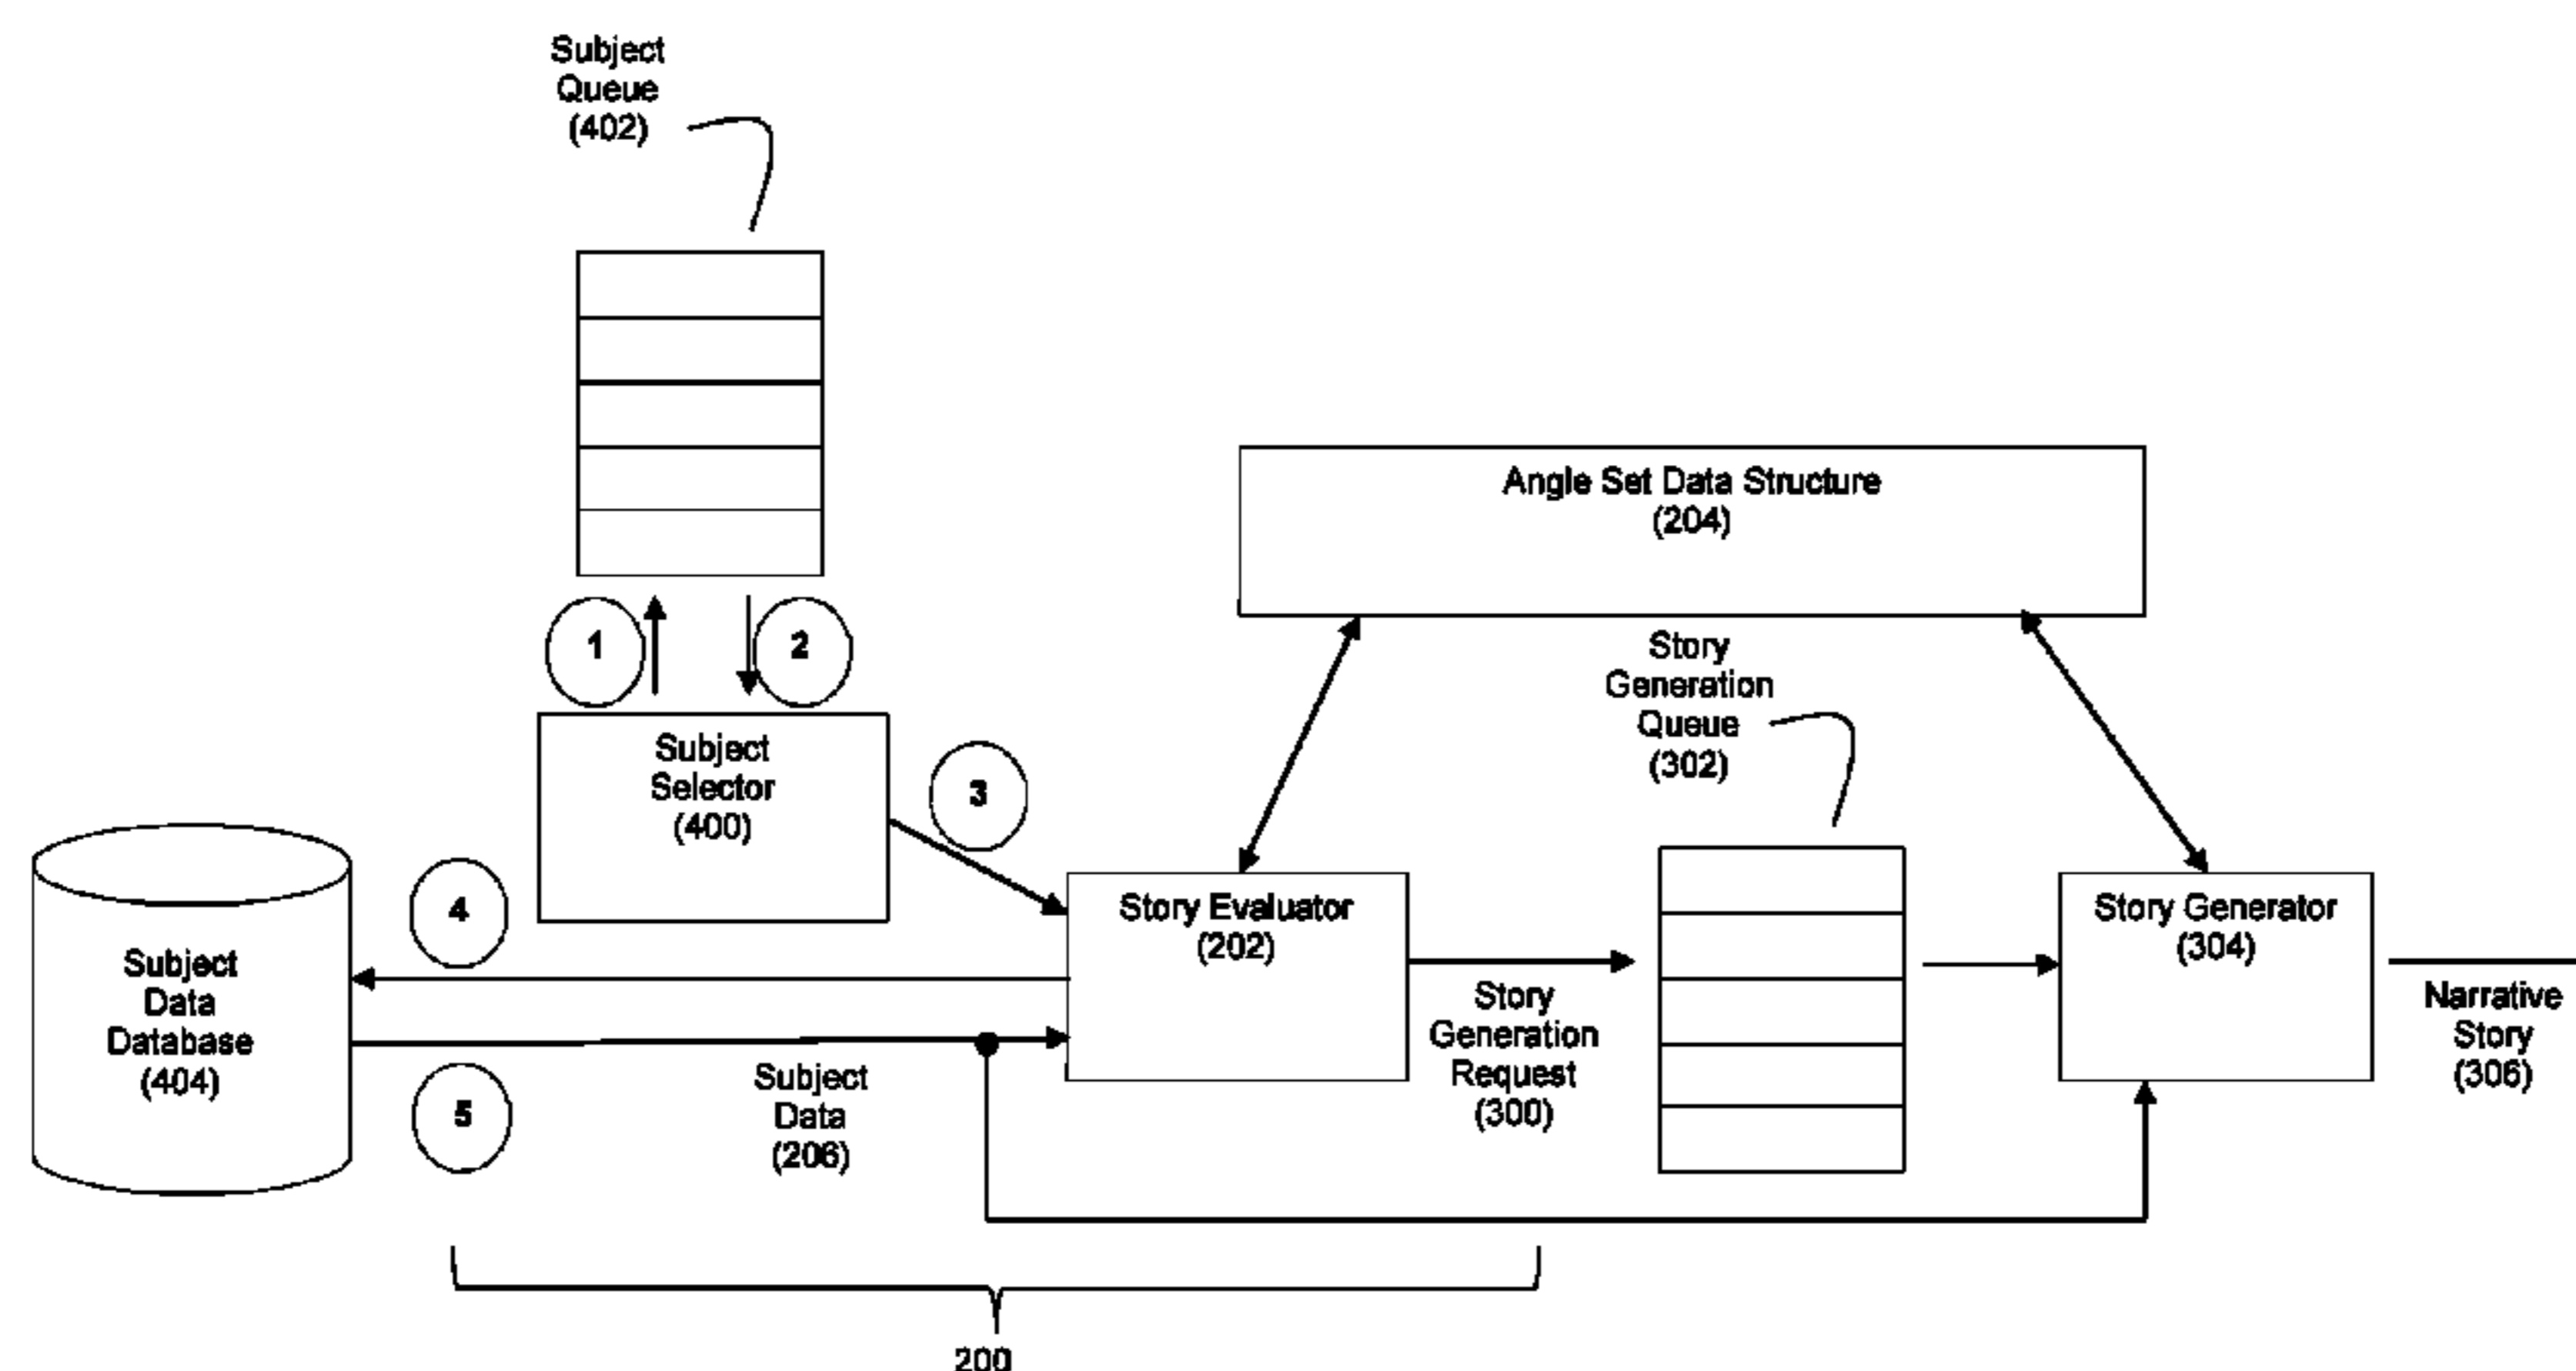 Subject
Queue
(402)
Angle Set Data Structure
(204)
1
2
Story
Generation
Queue
(302)
Subject
Selector
(400)
3
4
Story Evaluator
(202)
Story Generator
(304)
Subject
Data
Database
(404)
Story
Generation
Request
(300)
Narrative
Story
(306)
5
Subject
Data
(206)
200